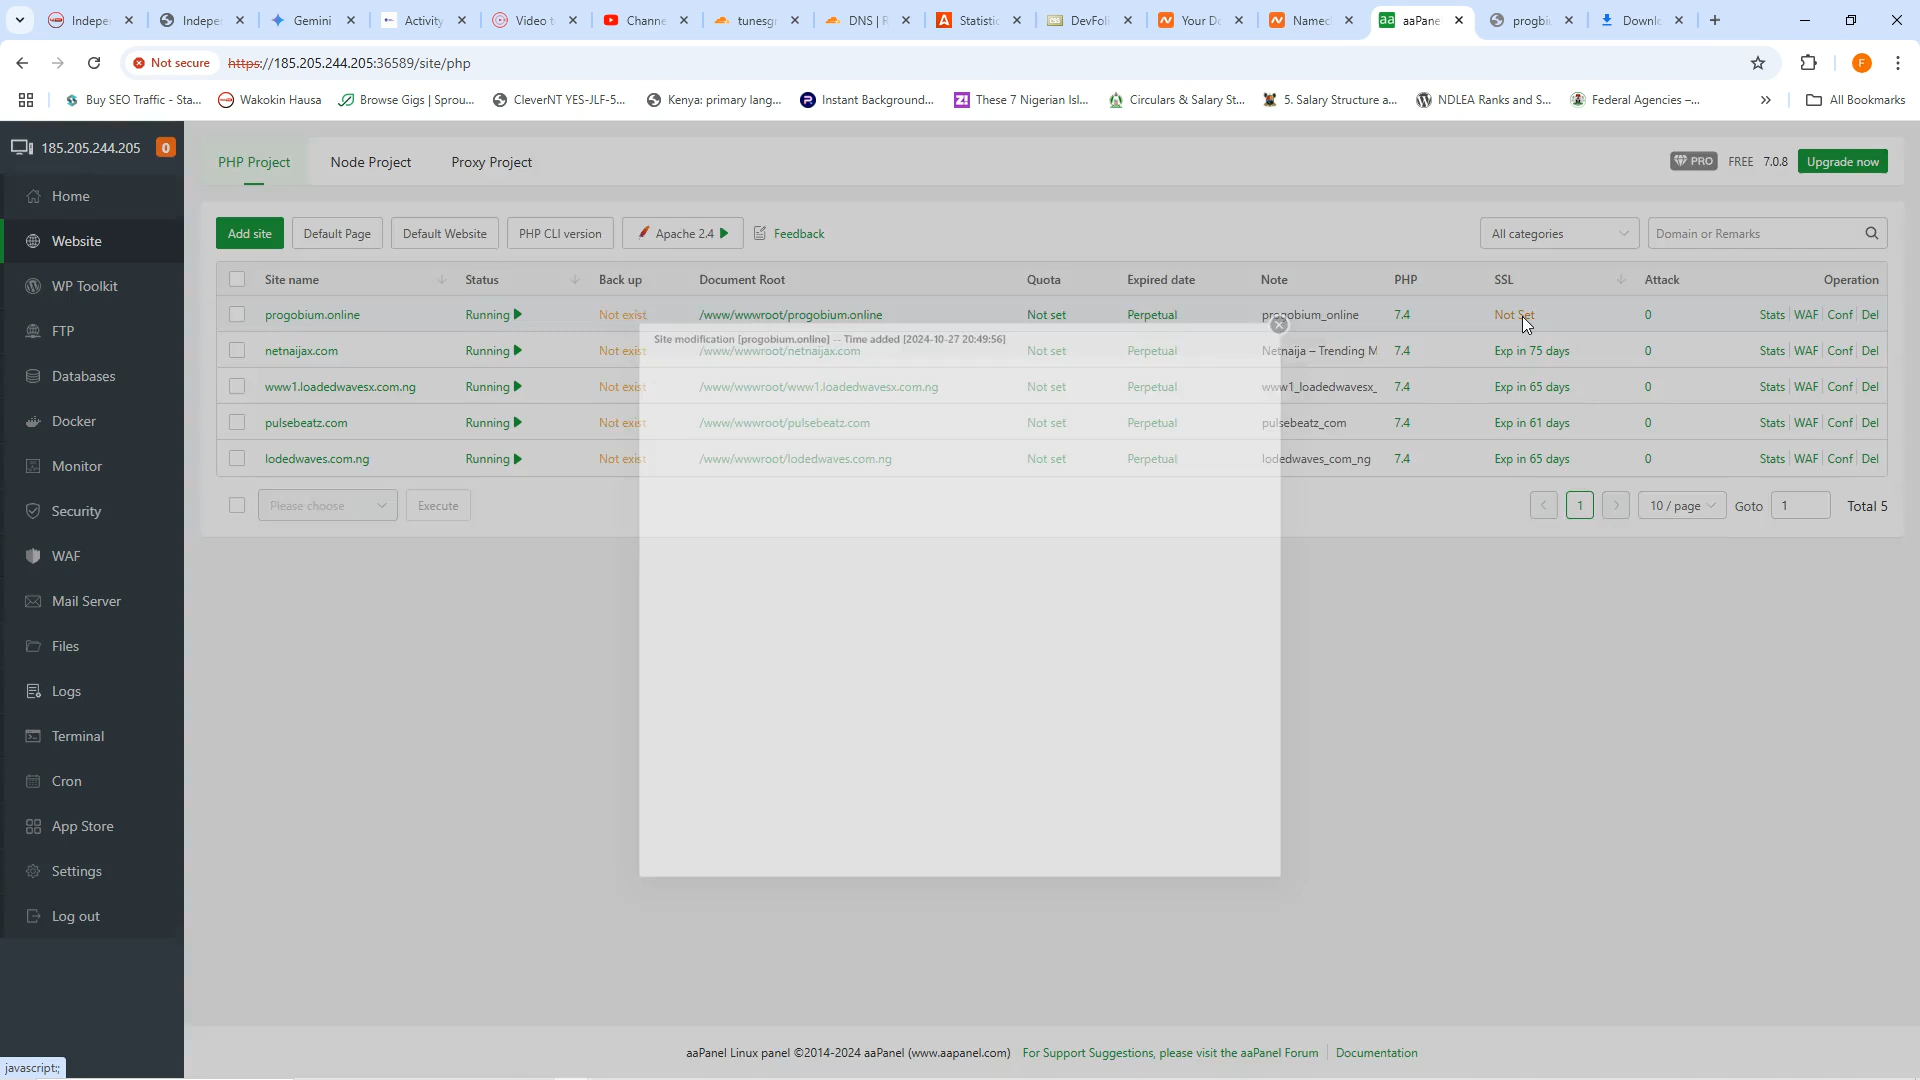 Indepe
Indepe
Gemini
Activity
Video t
Channe
tunesgr
DNS | R
Statistic
DevFoli
Your Do
Namecl
aaPane
progbi
Downlo
Not secure
https://185.205.244.205:36589/site/php
F
Buy SEO Traffic - Sta...
Wakokin Hausa
Browse Gigs | Sprou...
CleverNT YES-JLF-5...
Kenya: primary lang...
Instant Background...
These 7 Nigerian Isl...
Circulars & Salary St...
5. Salary Structure a...
NDLEA Ranks and S...
Federal Agencies –...
All Bookmarks
185.205.244.205 0
Home
Website
WP Toolkit
FTP
Databases
Docker
Monitor
Security
WAF
Mail Server
Files
Logs
Terminal
Cron
App Store
Settings
Log out
PHP Project Node Project Proxy Project
PRO FREE 7.0.8 Upgrade now
Add site Default Page Default Website PHP CLI version Apache 2.4 Feedback
All categories Domain or Remarks
Site name Status Back up Document Root Quota Expired date Note PHP SSL Attack Operation
progobium.online Running Not exist /www/wwwroot/progobium.online Not set Perpetual progobium_online 7.4 Not Set 0 Stats WAF Conf Del
Site modification [progobium.online] -- Time added [2024-10-27 20:49:56]
netnaijax.com Running Not exist /www/wwwroot/netnaijax.com Not set Perpetual Netnaija – Trending M 7.4 Exp in 75 days 0 Stats WAF Conf Del
www1.loadedwavesx.com.ng Running Not exist /www/wwwroot/www1.loadedwavesx.com.ng Not set Perpetual www1_loadedwavesx_ 7.4 Exp in 65 days 0 Stats WAF Conf Del
pulsebeatz.com Running Not exist /www/wwwroot/pulsebeatz.com Not set Perpetual pulsebeatz_com 7.4 Exp in 61 days 0 Stats WAF Conf Del
lodedwaves.com.ng Running Not exist /www/wwwroot/lodedwaves.com.ng Not set Perpetual lodedwaves_com_ng 7.4 Exp in 65 days 0 Stats WAF Conf Del
Please choose Execute
1 10 / page Goto 1 Total 5
aaPanel Linux panel ©2014-2024 aaPanel (www.aapanel.com) For Support Suggestions, please visit the aaPanel Forum Documentation
javascript:;